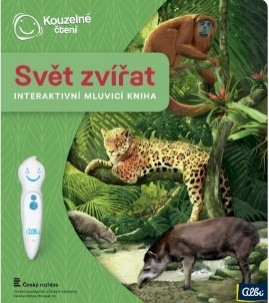 Kouzelné
čtení
Svět zvířat
INTERAKTIVNÍ MLUVICÍ KNIHA
Český rozhlas
Albi